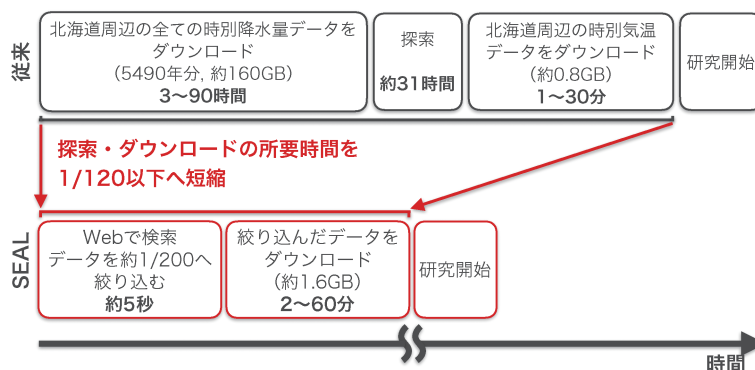 従来
北海道周辺の全ての時別降水量データを
ダウンロード
（5490年分, 約160GB）
3〜90時間
探索
約31時間
北海道周辺の時別気温
データをダウンロード
（約0.8GB）
1〜30分
研究開始
探索・ダウンロードの所要時間を
1/120以下へ短縮
SEAL
Webで検索
データを約1/200へ
絞り込む
約5秒
絞り込んだデータを
ダウンロード
（約1.6GB）
2〜60分
研究開始
時間